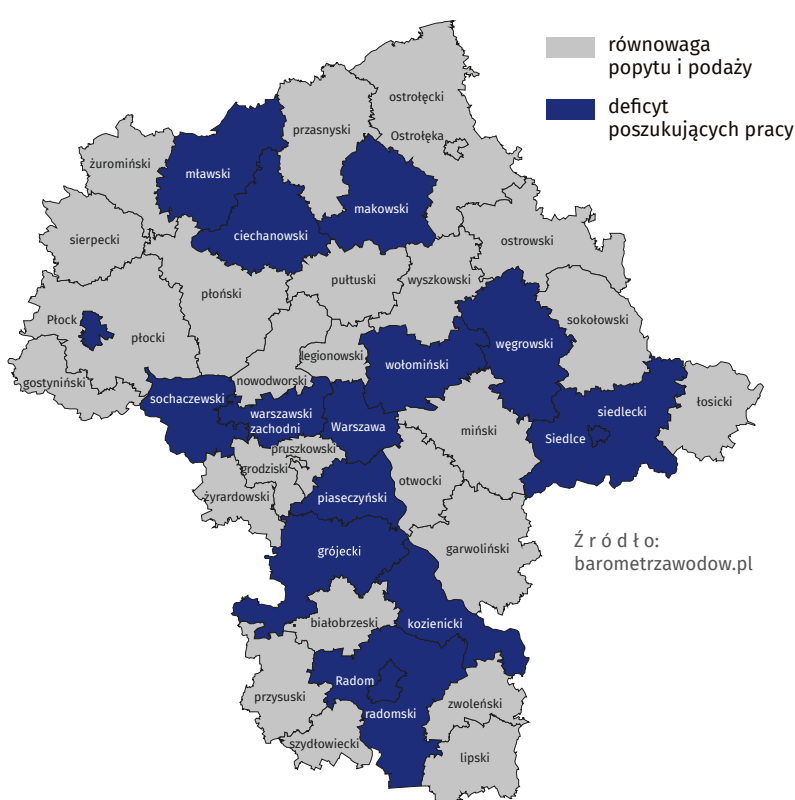 równowaga
popytu i podaży
deficyt
poszukujących pracy
ostrołęcki
przasnyski
Ostrołęka
żuromiński
mławski
makowski
sierpecki
ciechanowski
ostrowski
pułtuski
wyszkowski
płoński
Płock
płocki
sokołowski
węgrowski
legionowski
wołomiński
gostyniński
nowodworski
sochaczewski
łosicki
siedlecki
warszawski
zachodni
Warszawa
miński
Siedlce
pruszkowski
grodziski
otwocki
żyrardowski
piaseczyński
grójecki
garwoliński
Źródło:
barometrzawodow.pl
białobrzeski
kozienicki
Radom
przysuski
zwoleński
radomski
szydłowiecki
lipski